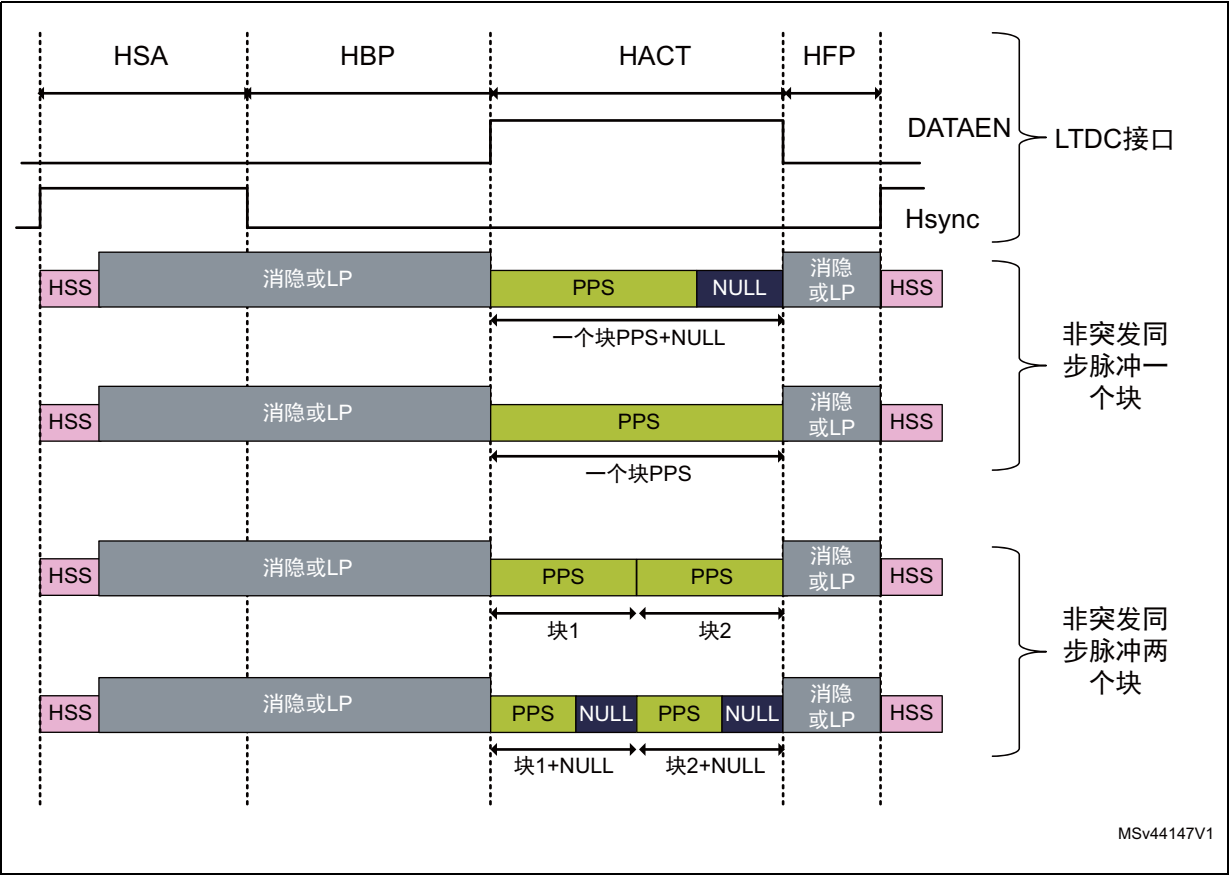 HSA
HBP
HACT
HFP
DATAEN
LTDC接口
Hsync
HSS
消隐或LP
PPS
NULL
消隐
或LP
HSS
一个块PPS+NULL
非突发同
步脉冲一
个块
HSS
消隐或LP
PPS
消隐
或LP
HSS
一个块PPS
HSS
消隐或LP
PPS
PPS
消隐
或LP
HSS
块1
块2
非突发同
步脉冲两
个块
HSS
消隐或LP
PPS
NULL
PPS
NULL
消隐
或LP
HSS
块1+NULL
块2+NULL
MSv44147V1